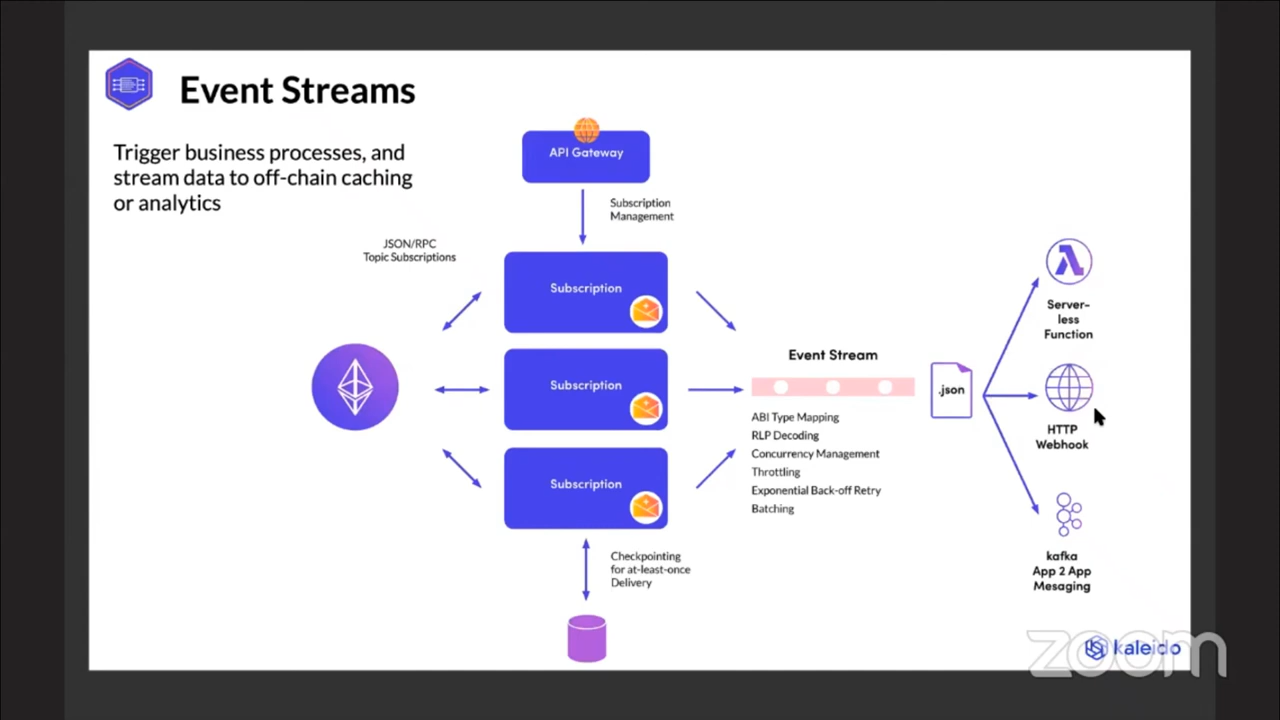 Event Streams
Trigger business processes, and
stream data to off-chain caching
or analytics
API Gateway
Subscription
Management
JSON/RPC
Topic Subscriptions
Subscription
Subscription
Subscription
Checkpointing
for at-least-once
Delivery
Event Stream
ABI Type Mapping
RLP Decoding
Concurrency Management
Throttling
Exponential Back-off Retry
Batching
.json
Server-
less
Function
HTTP
Webhook
kafka
App 2 App
Mesaging
kaleido
zoom